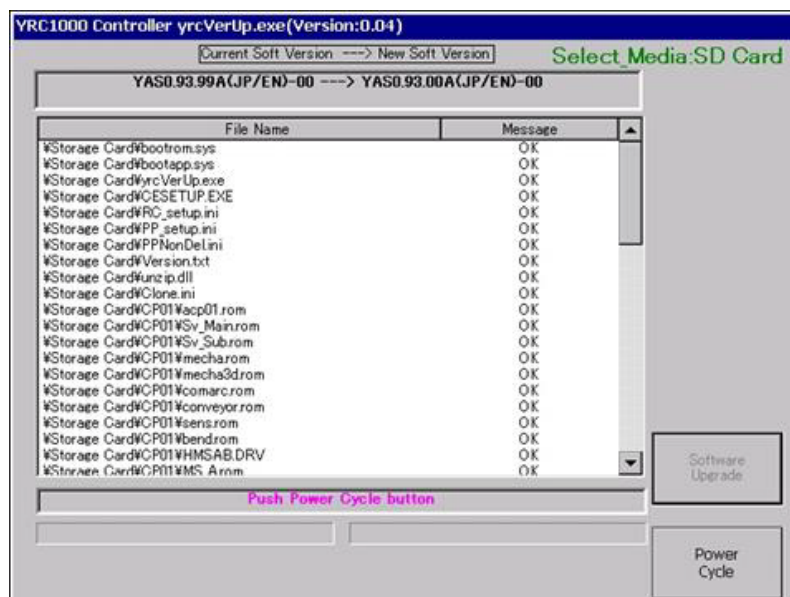 YRC1000 Controller yrcVerUp.exe(Version:0.04)
Current Soft Version ---> New Soft Version
Select_Media:SD Card
YAS0.93.99A(JP/EN)-00 ---> YAS0.93.00A(JP/EN)-00
File Name Message
¥Storage Card¥bootrom.sys OK
¥Storage Card¥bootapp.sys OK
¥Storage Card¥yrcVerUp.exe OK
¥Storage Card¥CESETUP.EXE OK
¥Storage Card¥RC_setup.ini OK
¥Storage Card¥PP_setup.ini OK
¥Storage Card¥PPNonDel.ini OK
¥Storage Card¥Version.txt OK
¥Storage Card¥unzip.dll OK
¥Storage Card¥Clone.ini OK
¥Storage Card¥CP01¥acp01.rom OK
¥Storage Card¥CP01¥Sv_Main.rom OK
¥Storage Card¥CP01¥Sv_Sub.rom OK
¥Storage Card¥CP01¥mecha.rom OK
¥Storage Card¥CP01¥mecha3d.rom OK
¥Storage Card¥CP01¥comarc.rom OK
¥Storage Card¥CP01¥conveyor.rom OK
¥Storage Card¥CP01¥sens.rom OK
¥Storage Card¥CP01¥bend.rom OK
¥Storage Card¥CP01¥HMSAB.DRV OK
¥Storage Card¥CP01¥MS_A.rom OK
Software
Upgrade
Push Power Cycle button
Power
Cycle